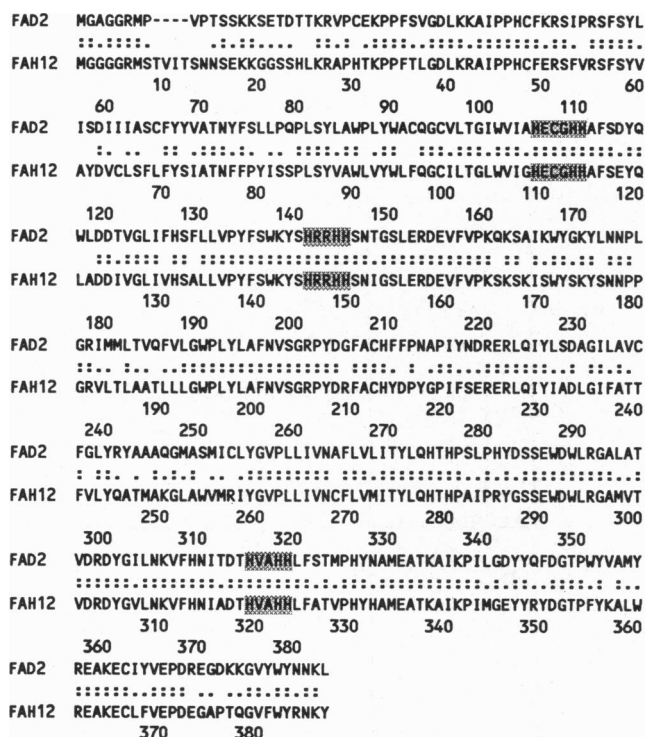 FAD2 MGAGGRMP----VPTSSKKSETDTTKRVPCEKPPFSVGDLKKAIPPHCFKRSIPRSFSYL
FAH12 MGGGGRMSTVITSNNSEKKGGSSHLKRAPHTKPPFTLGDLKRAIPPHCFERSFVRSFSYV
10 20 30 40 50 60
60 70 80 90 100 110
FAD2 ISDIIIASCFYYVATNYFSLLPQPLSYLAWPLYWACQGCVLTGIWVIAHECGHHAFSDYQ
FAH12 AYDVCLSFLFYSIATNFFPYISSPLSYVAWLVYWLFQGCILTGLWVIGHECGHHAFSEYQ
70 80 90 100 110 120
120 130 140 150 160 170
FAD2 WLDDTVGLIFHSFLLVPYFSWKYSHRRHHSNTGSLERDEVFVPKQKSAIKWYGKYLNNPL
FAH12 LADDIVGLIVHSALLVPYFSWKYSHRRHHSNIGSLERDEVFVPKSKSKISWYSKYSNNPP
130 140 150 160 170 180
180 190 200 210 220 230
FAD2 GRIMMLTVQFVLGWPLYLAFNVSGRPYDGFACHFFPNAPIYNDRERLQIYLSDAGILAVC
FAH12 GRVLTLAATLLLGWPLYLAFNVSGRPYDRFACHYDPYGPIFSERERLQIYIADLGIFATT
190 200 210 220 230 240
240 250 260 270 280 290
FAD2 FGLYRYAAAQGMASMICLYGVPLLIVNAFLVLITYLQHTHPSLPHYDSSEWDWLRGALAT
FAH12 FVLYQATMAKGLAWVMRIYGVPLLIVNCFLVMITYLQHTHPAIPRYGSSEWDWLRGAMVT
250 260 270 280 290 300
300 310 320 330 340 350
FAD2 VDRDYGILNKVFHNITDTHVAHHLFSTMPHYNAMEATKAIKPILGDYYQFDGTPWYVAMY
FAH12 VDRDYGVLNKVFHNIADTHVAHHLFATVPHYHAMEATKAIKPIMGEYYRYDGTPFYKALW
310 320 330 340 350 360
360 370 380
FAD2 REAKECIYVEPDREGDKKGVYWYNNKL
FAH12 REAKECLFVEPDEGAPTQGVFWYRNKY
370 380